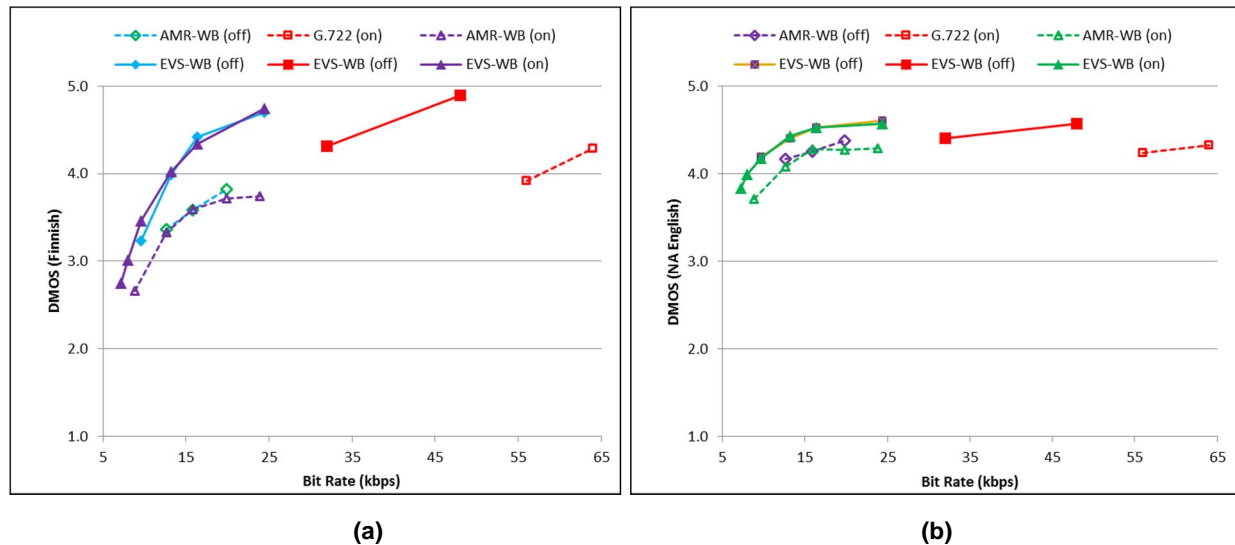 AMR-WB (off) G.722 (on) AMR-WB (on)
EVS-WB (off) EVS-WB (off) EVS-WB (on)
5.0
4.0
3.0
2.0
1.0
DMOS (Finnish)
5 15 25 35 45 55 65
Bit Rate (kbps)
(a)
AMR-WB (off) G.722 (on) AMR-WB (on)
EVS-WB (off) EVS-WB (off) EVS-WB (on)
5.0
4.0
3.0
2.0
1.0
DMOS (NA English)
5 15 25 35 45 55 65
Bit Rate (kbps)
(b)